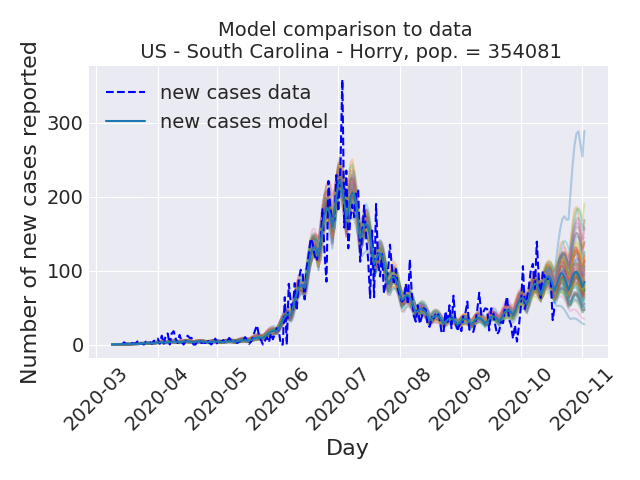 Model comparison to data
US - South Carolina - Horry, pop. = 354081
Number of new cases reported
new cases data
new cases model
300
200
100
0
2020-03
2020-04
2020-05
2020-06
2020-07
2020-08
2020-09
2020-10
2020-11
Day